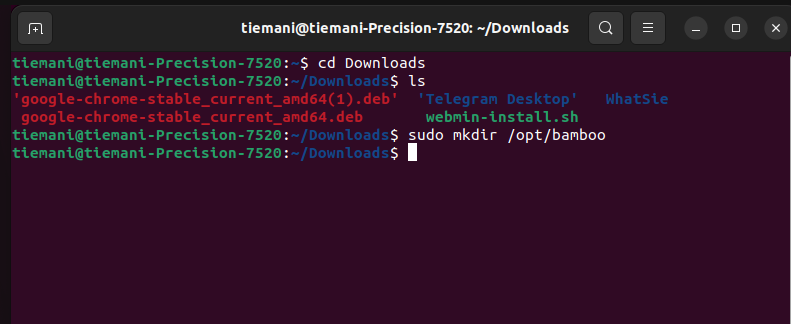 tiemani@tiemani-Precision-7520: ~/Downloads
tiemani@tiemani-Precision-7520:~$ cd Downloads
tiemani@tiemani-Precision-7520:~/Downloads$ ls
'google-chrome-stable_current_amd64(1).deb'  'Telegram Desktop'   WhatSie
 google-chrome-stable_current_amd64.deb       webmin-install.sh
tiemani@tiemani-Precision-7520:~/Downloads$ sudo mkdir /opt/bamboo
tiemani@tiemani-Precision-7520:~/Downloads$